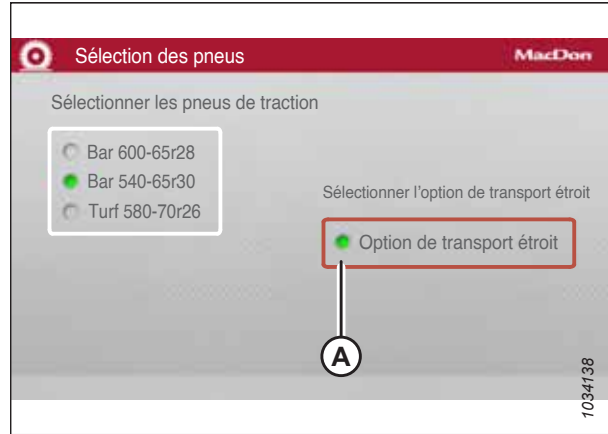 Sélection des pneus
MacDon
Sélectionner les pneus de traction
Bar 600-65r28
Bar 540-65r30
Turf 580-70r26
Sélectionner l'option de transport étroit
Option de transport étroit
A
1034138